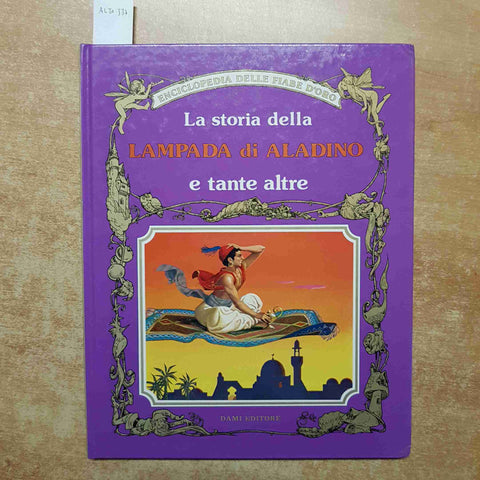 ENCICLOPEDIA DELLE FIABE D'ORO
La storia della
LAMPADA di ALADINO
e tante altre
DAMI EDITORE